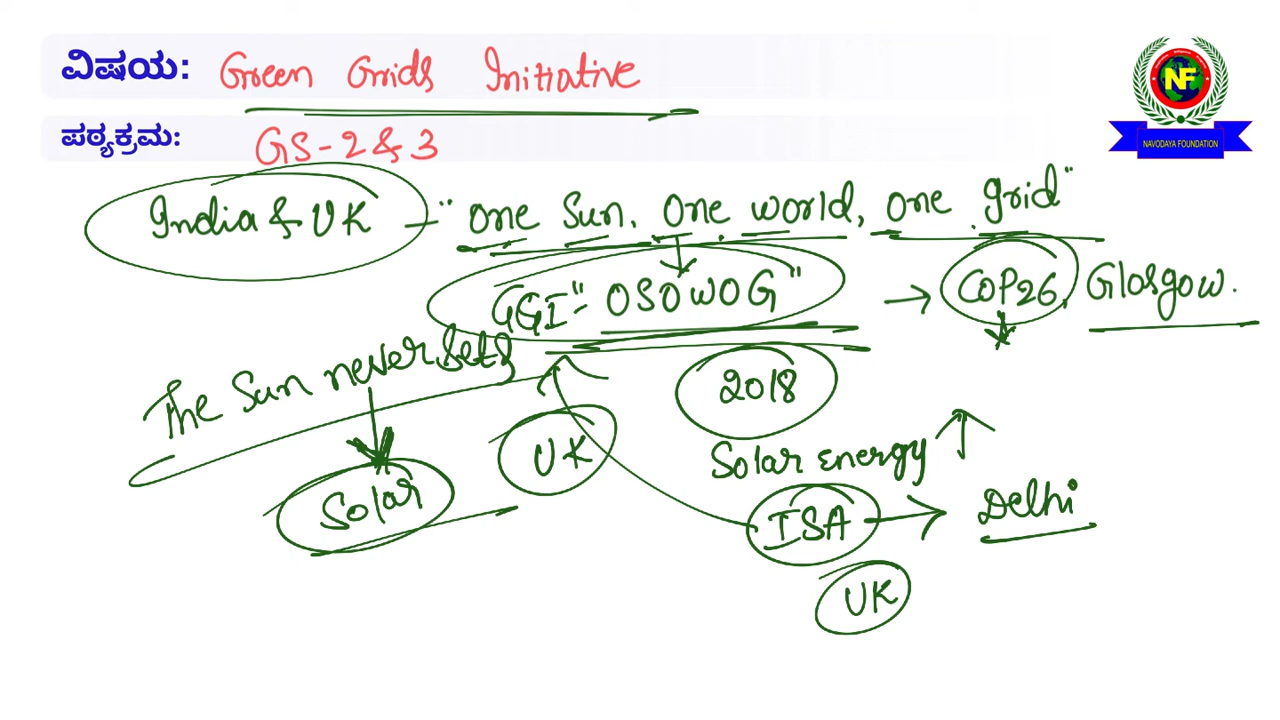 ವಿಷಯ: Green Grids Initiative
ಪಠ್ಯಕ್ರಮ: GS-2 & 3
NF
NAVODAYA FOUNDATION
India & UK - "One Sun, One world, One grid"
GGI "- OSOWOG" → COP26, Glasgow.
The Sun never Sets
2018
UK
Solar energy ↑
Solar
ISA → Delhi
UK